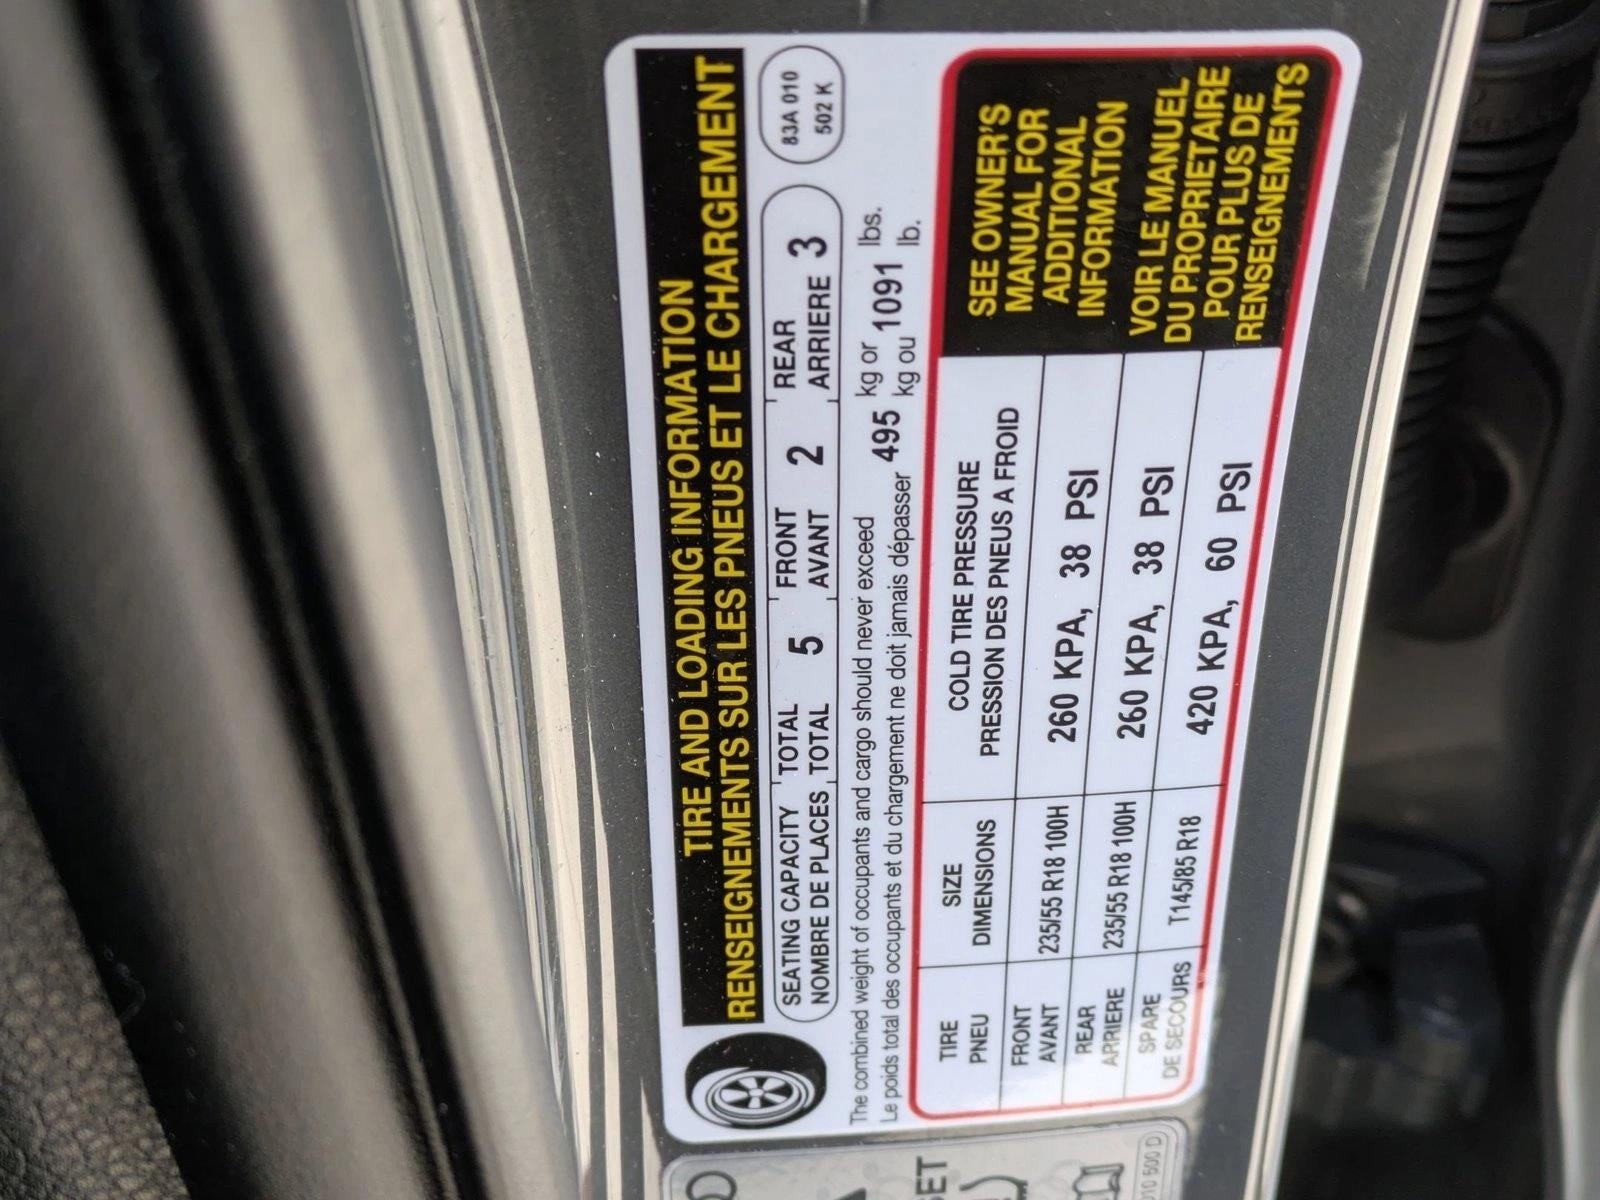 TIRE AND LOADING INFORMATION
RENSEIGNEMENTS SUR LES PNEUS ET LE CHARGEMENT
SEATING CAPACITY TOTAL 5 FRONT 2 REAR 3
NOMBRE DE PLACES TOTAL AVANT ARRIERE
83A 010
502 K
The combined weight of occupants and cargo should never exceed 495 kg or 1091 lbs.
Le poids total des occupants et du chargement ne doit jamais dépasser kg ou lb.
TIRE SIZE COLD TIRE PRESSURE
PNEU DIMENSIONS PRESSION DES PNEUS A FROID
FRONT
AVANT 235/55 R18 100H 260 KPA, 38 PSI
REAR
ARRIERE 235/55 R18 100H 260 KPA, 38 PSI
SPARE
DE SECOURS T145/85 R18 420 KPA, 60 PSI
SEE OWNER'S
MANUAL FOR
ADDITIONAL
INFORMATION
VOIR LE MANUEL
DU PROPRIETAIRE
POUR PLUS DE
RENSEIGNEMENTS
SET
010 500 D